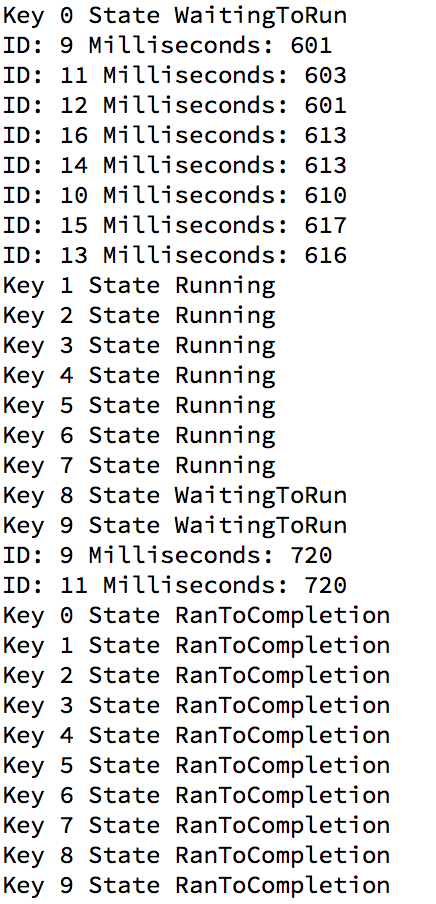 Key 0 State WaitingToRun
ID: 9 Milliseconds: 601
ID: 11 Milliseconds: 603
ID: 12 Milliseconds: 601
ID: 16 Milliseconds: 613
ID: 14 Milliseconds: 613
ID: 10 Milliseconds: 610
ID: 15 Milliseconds: 617
ID: 13 Milliseconds: 616
Key 1 State Running
Key 2 State Running
Key 3 State Running
Key 4 State Running
Key 5 State Running
Key 6 State Running
Key 7 State Running
Key 8 State WaitingToRun
Key 9 State WaitingToRun
ID: 9 Milliseconds: 720
ID: 11 Milliseconds: 720
Key 0 State RanToCompletion
Key 1 State RanToCompletion
Key 2 State RanToCompletion
Key 3 State RanToCompletion
Key 4 State RanToCompletion
Key 5 State RanToCompletion
Key 6 State RanToCompletion
Key 7 State RanToCompletion
Key 8 State RanToCompletion
Key 9 State RanToCompletion